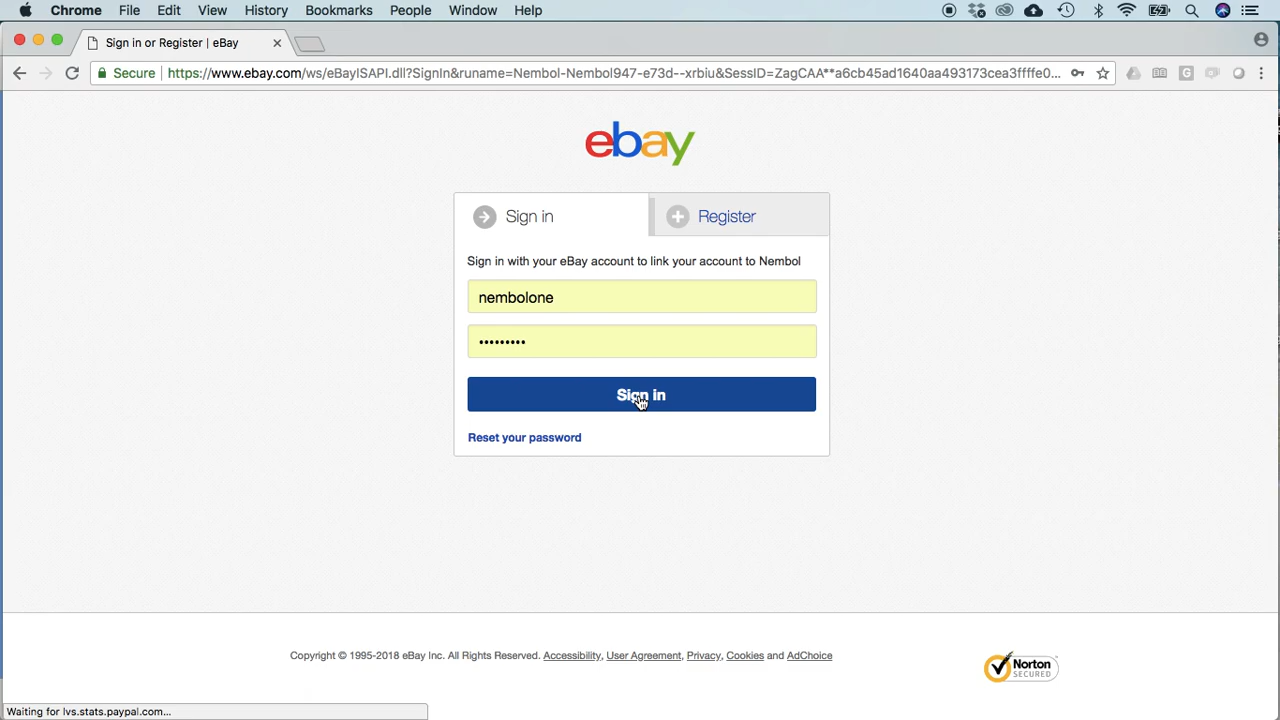 Chrome File Edit View History Bookmarks People Window Help
Sign in or Register | eBay
Secure https://www.ebay.com/ws/eBayISAPI.dll?SignIn&runame=Nembol-Nembol947-e73d--xrbiu&SessID=ZagCAA**a6cb45ad1640aa493173cea3ffffe0...
ebay
Sign in Register
Sign in with your eBay account to link your account to Nembol
nembolone
•••••••••
Sign in
Reset your password
Copyright © 1995-2018 eBay Inc. All Rights Reserved. Accessibility, User Agreement, Privacy, Cookies and AdChoice
Norton
SECURED
Waiting for lvs.stats.paypal.com...